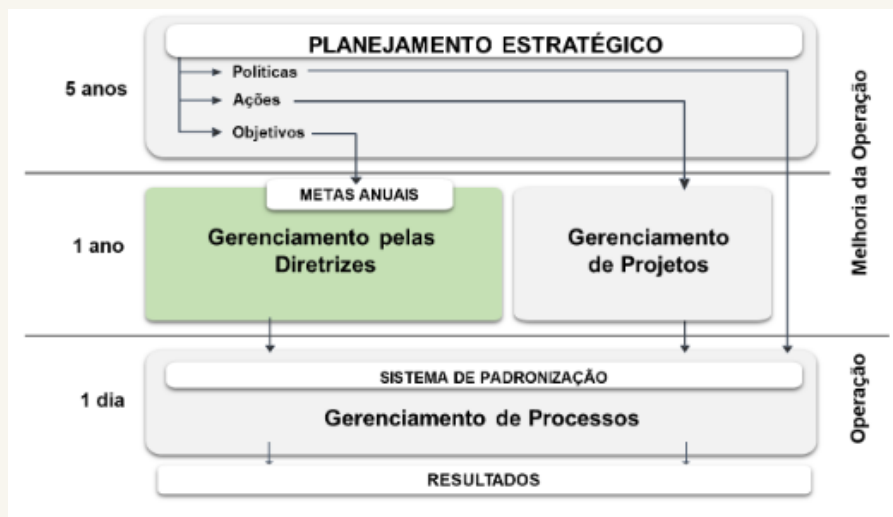 PLANEJAMENTO ESTRATÉGICO
Políticas
5 anos
Ações
Objetivos
Melhoria da Operação
METAS ANUAIS
1 ano
Gerenciamento pelas
Diretrizes
Gerenciamento
de Projetos
SISTEMA DE PADRONIZAÇÃO
1 dia
Gerenciamento de Processos
Operação
RESULTADOS